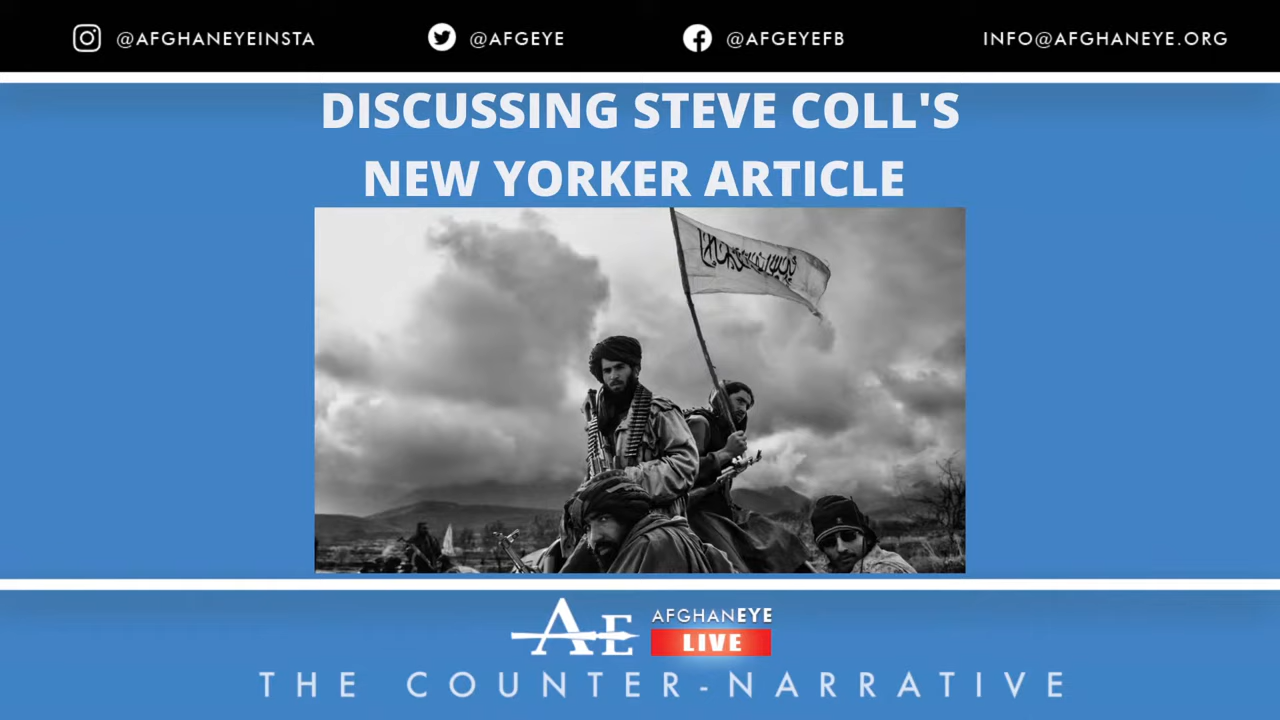 @AFGHANEYEINSTA
@AFGEYE
@AFGEYEFB
INFO@AFGHANEYE.ORG
DISCUSSING STEVE COLL'S
NEW YORKER ARTICLE
AE
AFGHANEYE
LIVE
THE COUNTER-NARRATIVE